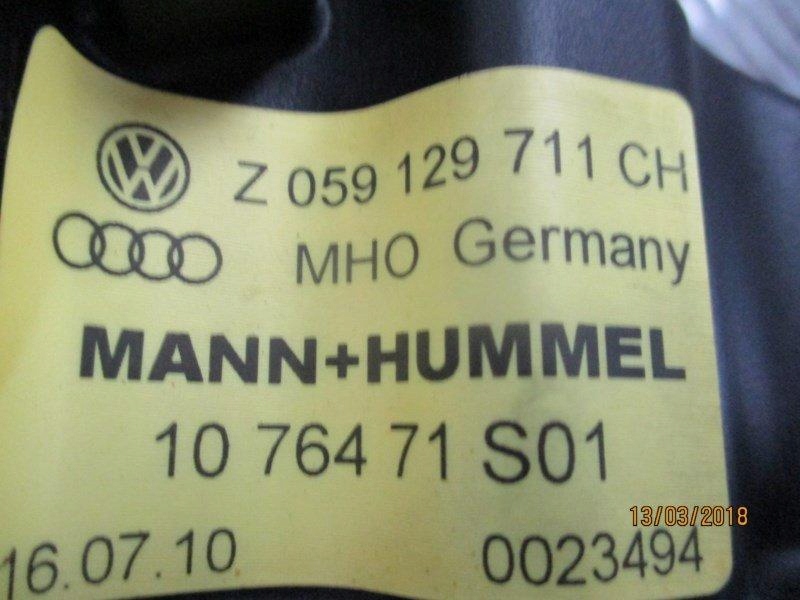 VW Z 059 129 711 CH
MHO Germany
MANN+HUMMEL
10 764 71 S01
16.07.10 0023494
13/03/2018